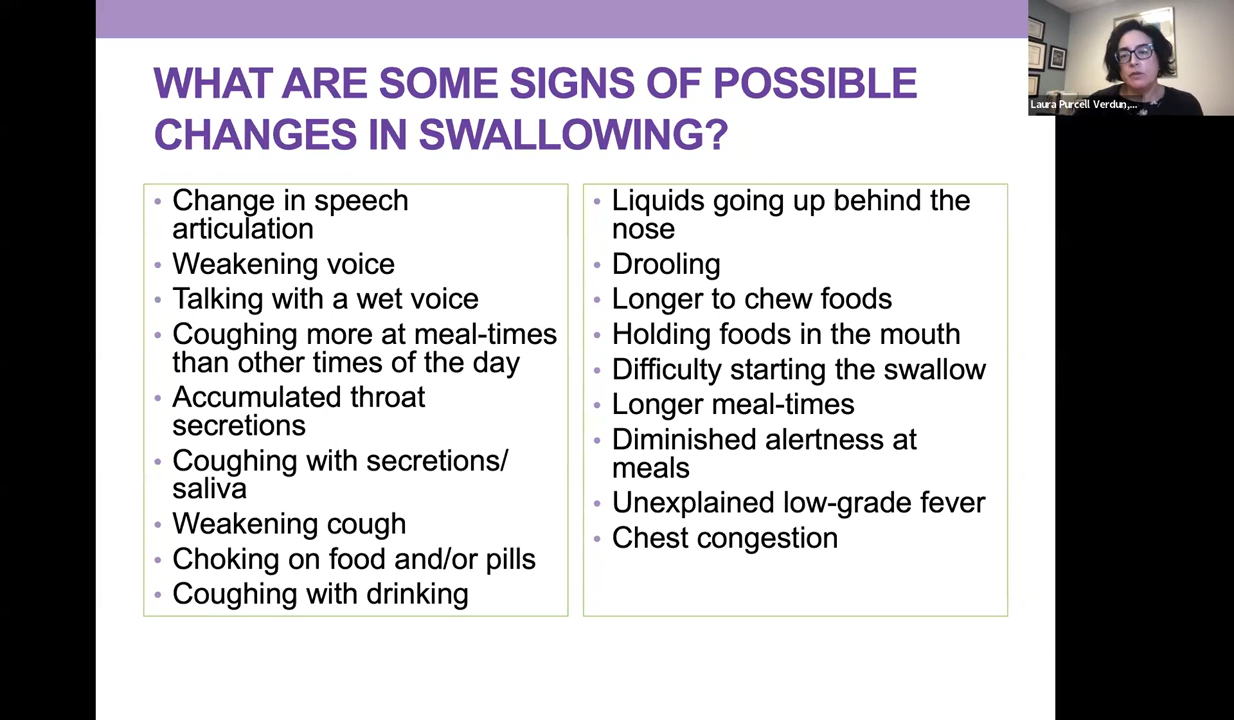 WHAT ARE SOME SIGNS OF POSSIBLE
CHANGES IN SWALLOWING?
• Change in speech
articulation
• Weakening voice
• Talking with a wet voice
• Coughing more at meal-times
than other times of the day
• Accumulated throat
secretions
• Coughing with secretions/
saliva
• Weakening cough
• Choking on food and/or pills
• Coughing with drinking
• Liquids going up behind the
nose
• Drooling
• Longer to chew foods
• Holding foods in the mouth
• Difficulty starting the swallow
• Longer meal-times
• Diminished alertness at
meals
• Unexplained low-grade fever
• Chest congestion
Laura Purcell Verdun,...